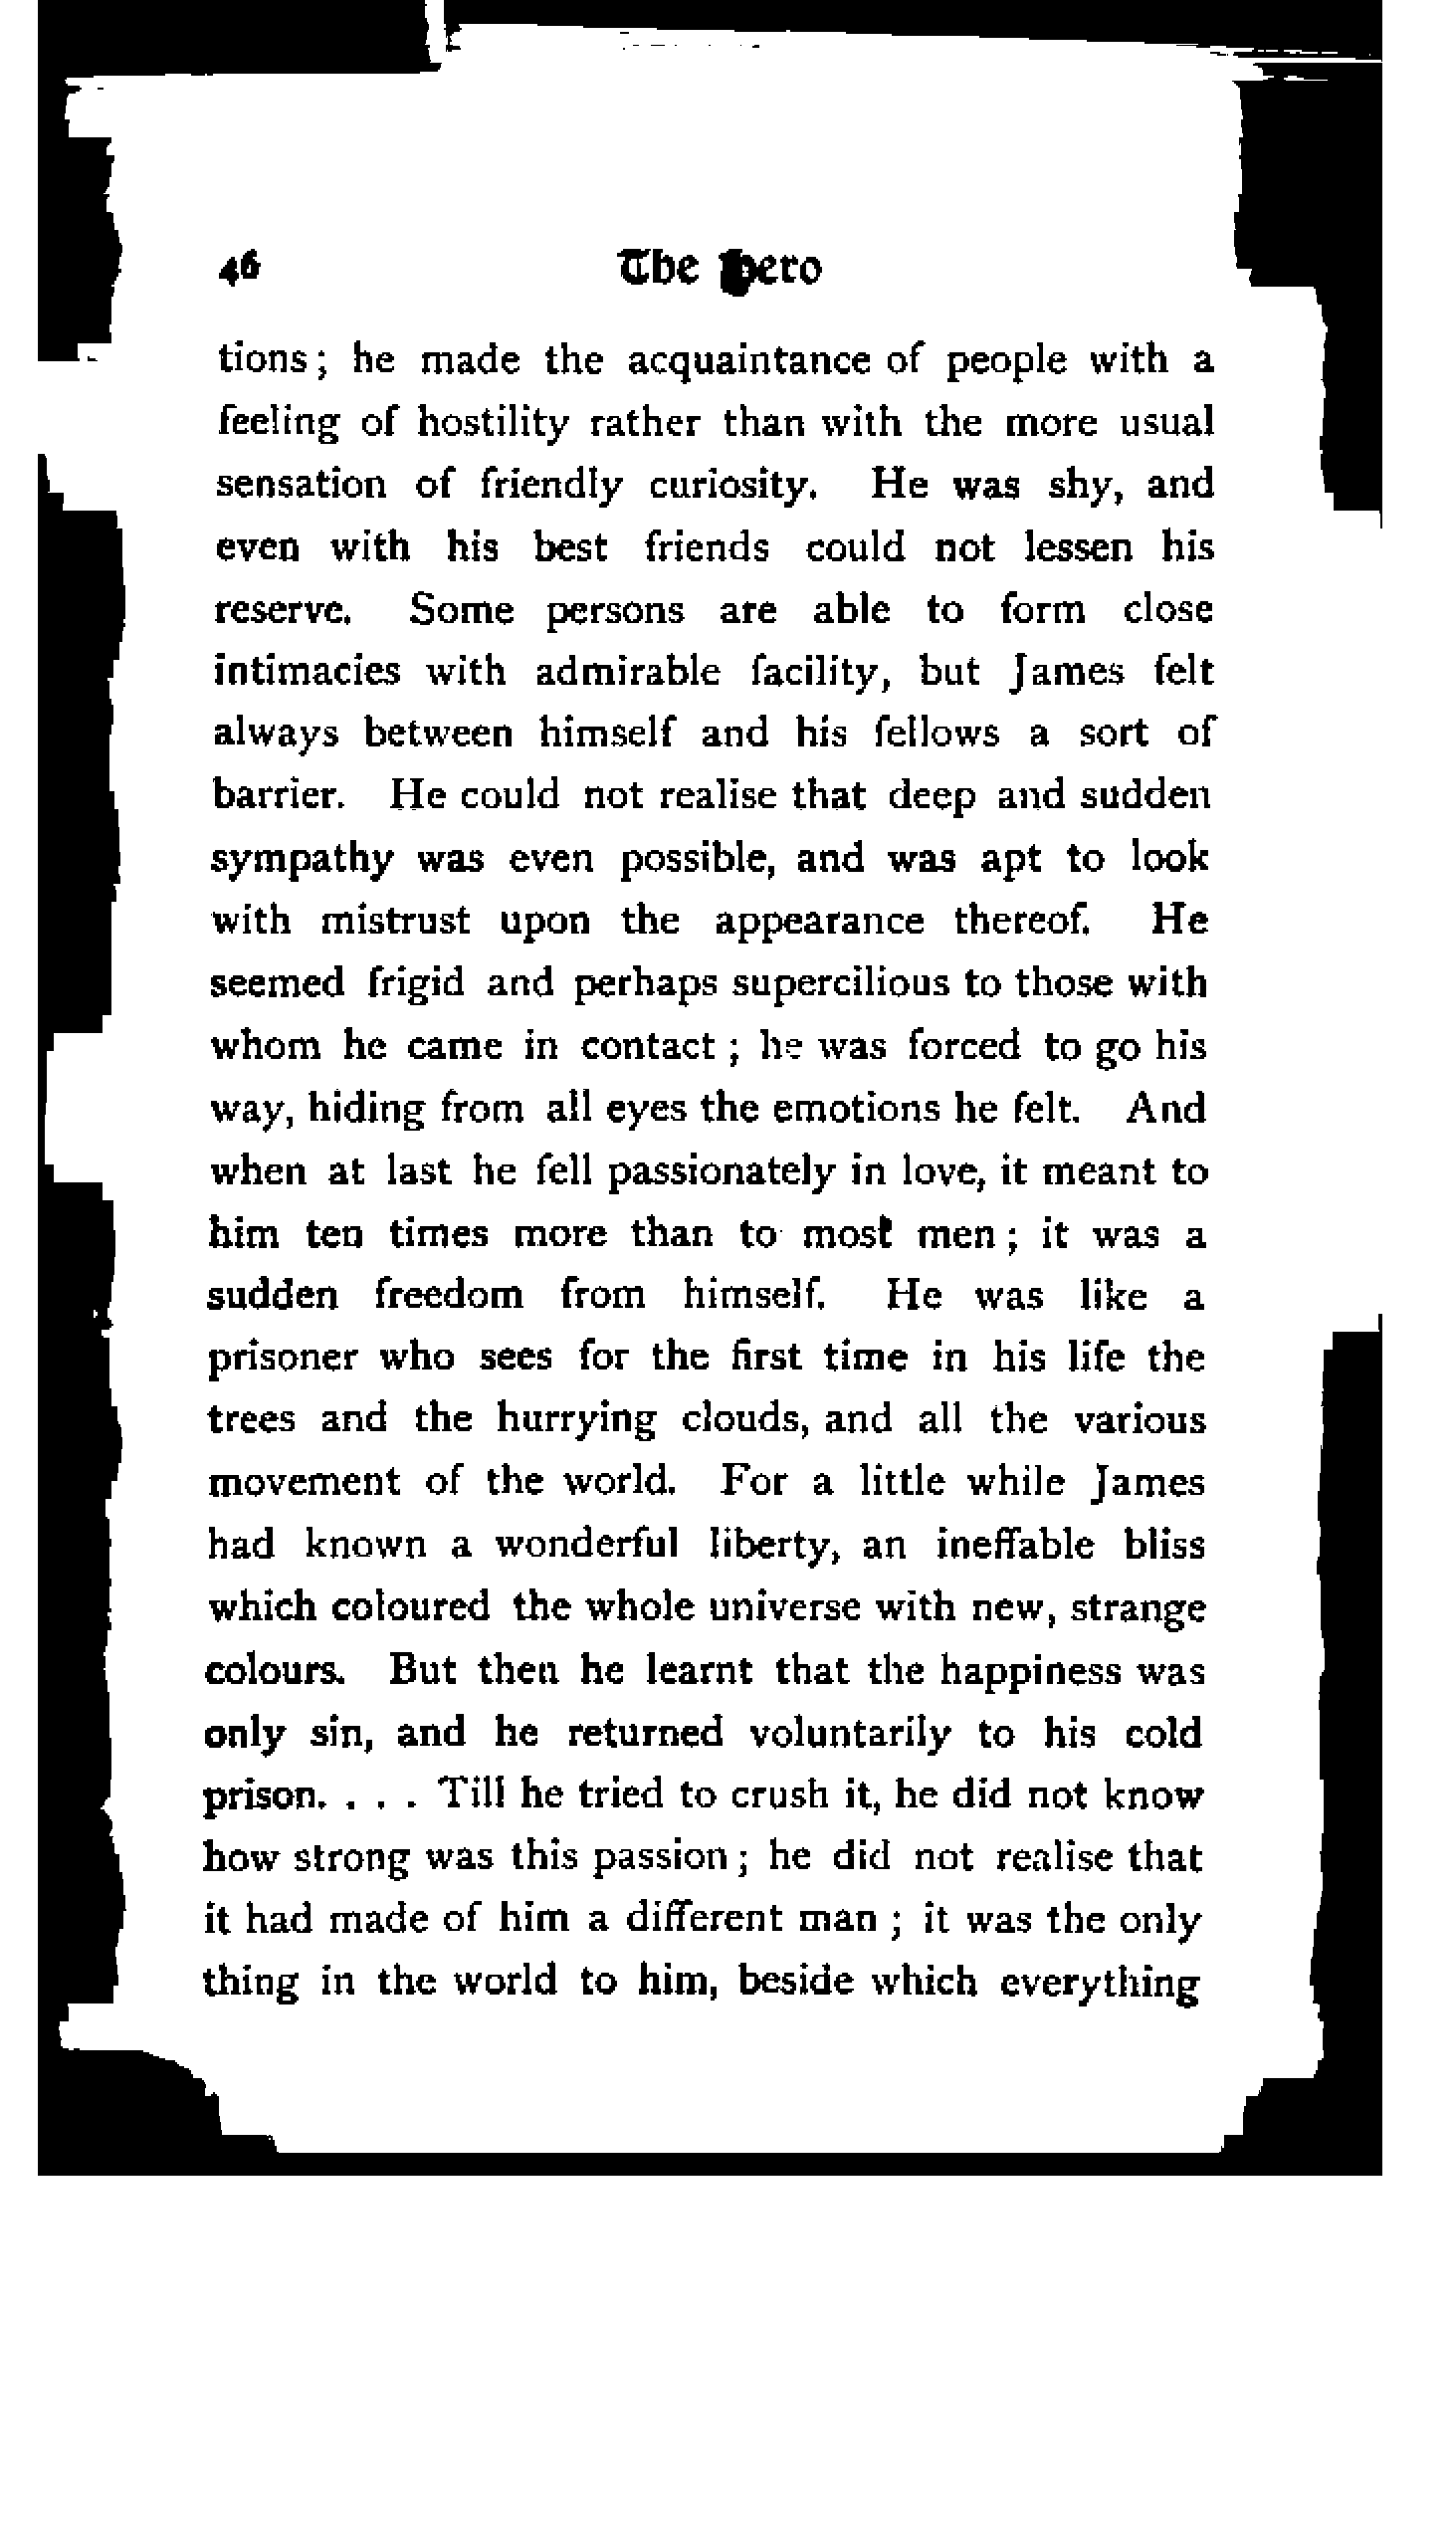 46 The Hero
tions; he made the acquaintance of people with a
feeling of hostility rather than with the more usual
sensation of friendly curiosity. He was shy, and
even with his best friends could not lessen his
reserve. Some persons are able to form close
intimacies with admirable facility, but James felt
always between himself and his fellows a sort of
barrier. He could not realise that deep and sudden
sympathy was even possible, and was apt to look
with mistrust upon the appearance thereof. He
seemed frigid and perhaps supercilious to those with
whom he came in contact; he was forced to go his
way, hiding from all eyes the emotions he felt. And
when at last he fell passionately in love, it meant to
him ten times more than to most men; it was a
sudden freedom from himself. He was like a
prisoner who sees for the first time in his life the
trees and the hurrying clouds, and all the various
movement of the world. For a little while James
had known a wonderful liberty, an ineffable bliss
which coloured the whole universe with new, strange
colours. But then he learnt that the happiness was
only sin, and he returned voluntarily to his cold
prison. . . . Till he tried to crush it, he did not know
how strong was this passion; he did not realise that
it had made of him a different man; it was the only
thing in the world to him, beside which everything